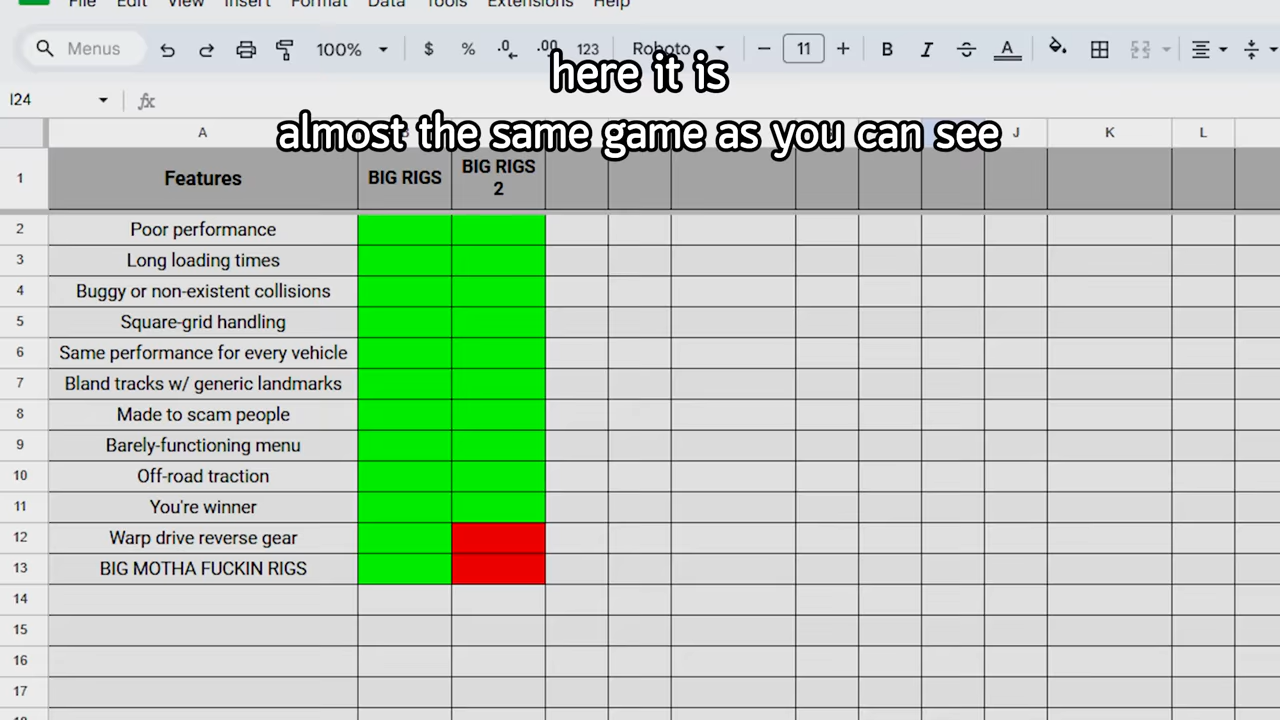 File Edit View Insert Format Data Tools Extensions Help
Menus 100% $ % .0 .00 123 Roboto 11 B I S A
here it is
I24 fx
almost the same game as you can see
A J K L
1 Features BIG RIGS BIG RIGS
2
2 Poor performance
3 Long loading times
4 Buggy or non-existent collisions
5 Square-grid handling
6 Same performance for every vehicle
7 Bland tracks w/ generic landmarks
8 Made to scam people
9 Barely-functioning menu
10 Off-road traction
11 You're winner
12 Warp drive reverse gear
13 BIG MOTHA FUCKIN RIGS
14
15
16
17